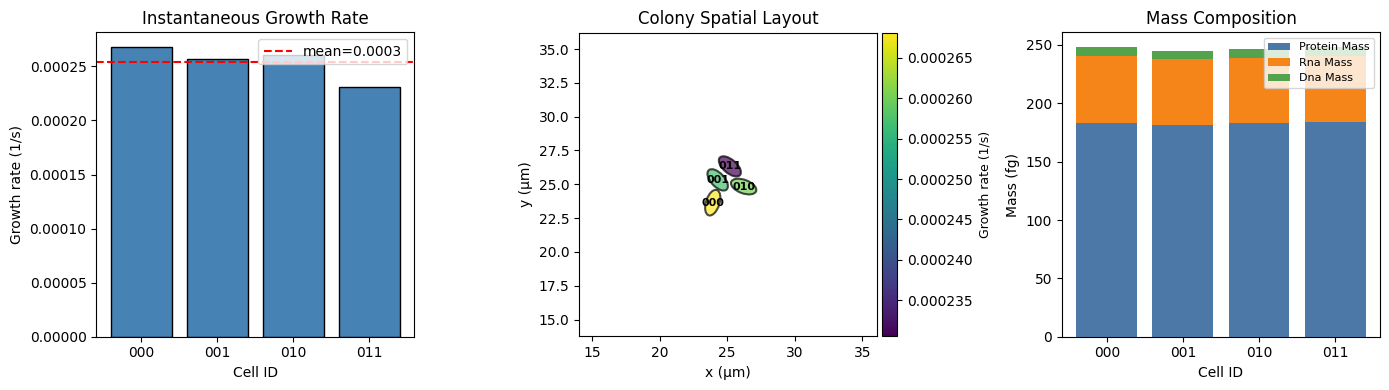 Instantaneous Growth Rate
mean=0.0003
0.00025
0.00020
0.00015
0.00010
0.00005
0.00000
Growth rate (1/s)
000 001 010 011
Cell ID
Colony Spatial Layout
35.0
32.5
30.0
27.5
25.0
22.5
20.0
17.5
15.0
y (µm)
011
001
010
000
15 20 25 30 35
x (µm)
0.000265
0.000260
0.000255
0.000250
0.000245
0.000240
0.000235
Growth rate (1/s)
Mass Composition
Protein Mass
Rna Mass
Dna Mass
250
200
150
100
50
0
Mass (fg)
000 001 010 011
Cell ID